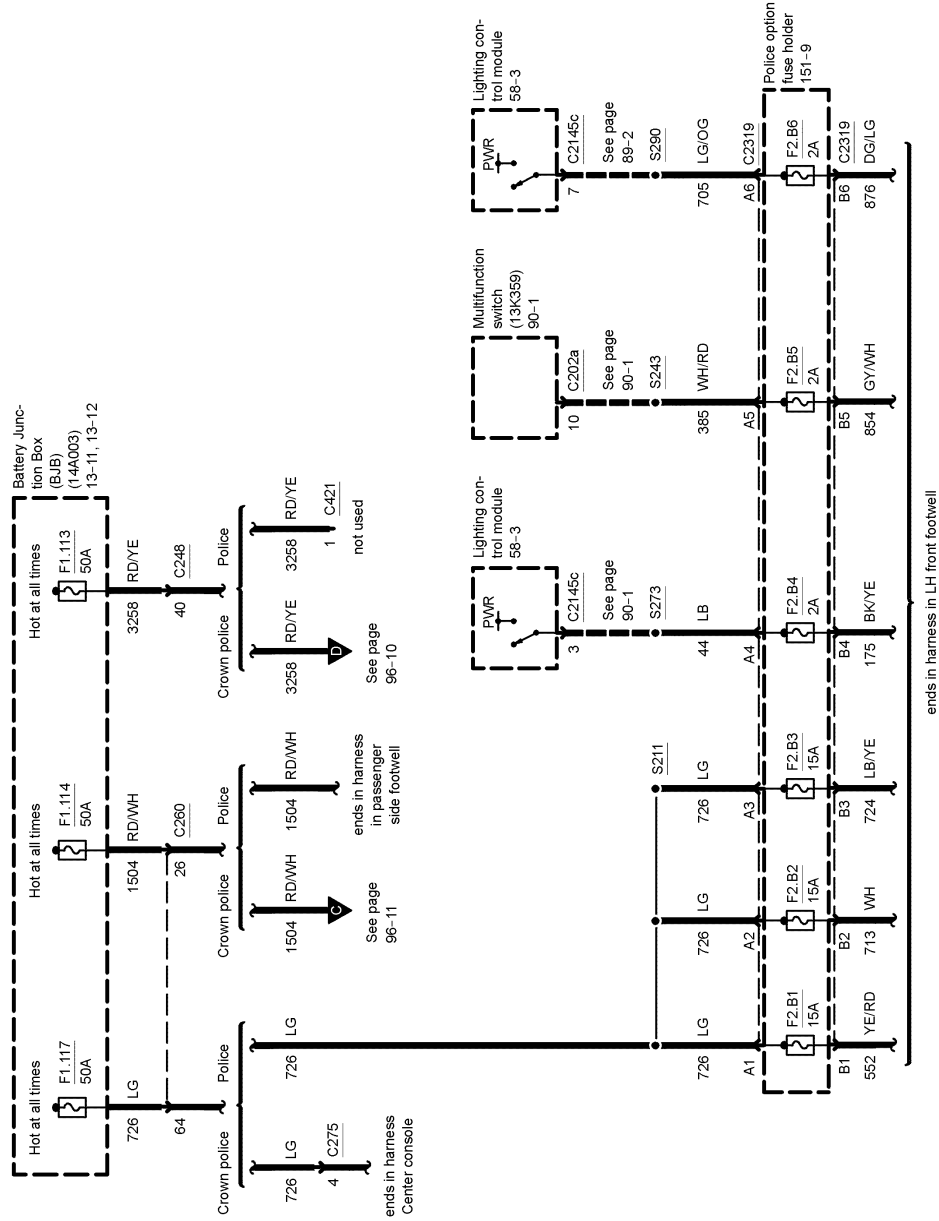 Battery Junc-
tion Box
(BJB)
(14A003)
13-11, 13-12
Hot at all times
F1.117
50A
Hot at all times
F1.114
50A
Hot at all times
F1.113
50A
726 LG
1504 RD/WH
3258 RD/YE
64
26 C260
40 C248
Crown police
Police
Crown police
Police
Crown police
Police
726 LG
726 LG
1504 RD/WH
1504 RD/WH
3258 RD/YE
3258 RD/YE
4 C275
C
D
1 C421
ends in harness
Center console
See page
96-11
ends in harness
in passenger
side footwell
See page
96-10
not used
Lighting con-
trol module
58-3
Multifunction
switch
(13K359)
90-1
Lighting con-
trol module
58-3
PWR
PWR
3 C2145c
10 C202a
7 C2145c
See page
90-1
See page
90-1
See page
89-2
S211
S273
S243
S290
726 LG
726 LG
726 LG
44 LB
385 WH/RD
705 LG/OG
A1
A2
A3
A4
A5
A6 C2319
Police option
fuse holder
151-9
F2.B1
15A
F2.B2
15A
F2.B3
15A
F2.B4
2A
F2.B5
2A
F2.B6
2A
B1
B2
B3
B4
B5
B6 C2319
552 YE/RD
713 WH
724 LB/YE
175 BK/YE
854 GY/WH
876 DG/LG
ends in harness in LH front footwell